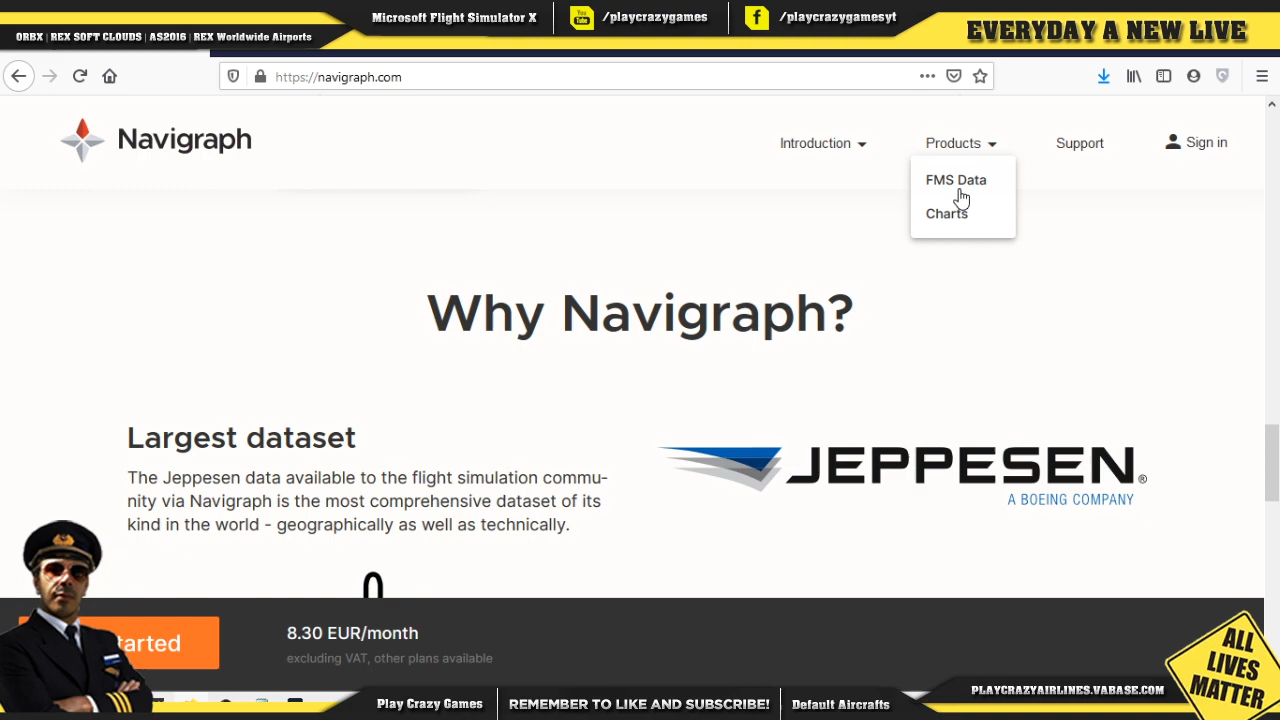 Microsoft Flight Simulator X
You Tube /playcrazygames
f /playcrazygamesyt
EVERYDAY A NEW LIVE
ORBX | REX SOFT CLOUDS | AS2016 | REX Worldwide Airports
https://navigraph.com
Navigraph
Introduction
Products
Support
Sign in
FMS Data
Charts
Why Navigraph?
Largest dataset
The Jeppesen data available to the flight simulation commu-
nity via Navigraph is the most comprehensive dataset of its
kind in the world - geographically as well as technically.
JEPPESEN®
A BOEING COMPANY
tarted
8.30 EUR/month
excluding VAT, other plans available
ALL
LIVES
MATTER
Play Crazy Games
REMEMBER TO LIKE AND SUBSCRIBE!
Default Aircrafts
PLAYCRAZYAIRLINES.VABASE.COM